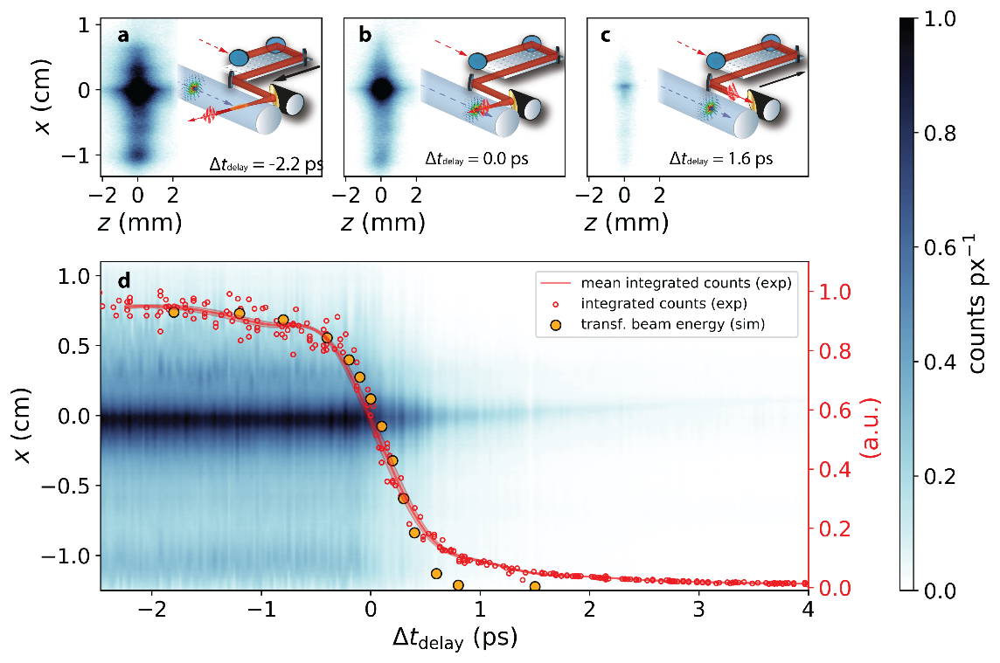 a
b
c
1
0
−1
x (cm)
Δt_delay = -2.2 ps
Δt_delay = 0.0 ps
Δt_delay = 1.6 ps
−2 0 2
−2 0 2
−2 0 2
z (mm)
z (mm)
z (mm)
1.0
0.8
0.6
0.4
0.2
0.0
counts px⁻¹
d
mean integrated counts (exp)
integrated counts (exp)
transf. beam energy (sim)
1.0
0.5
0.0
−0.5
−1.0
x (cm)
1.0
0.8
0.6
0.4
0.2
0.0
(a.u.)
−2 −1 0 1 2 3 4
Δt_delay (ps)